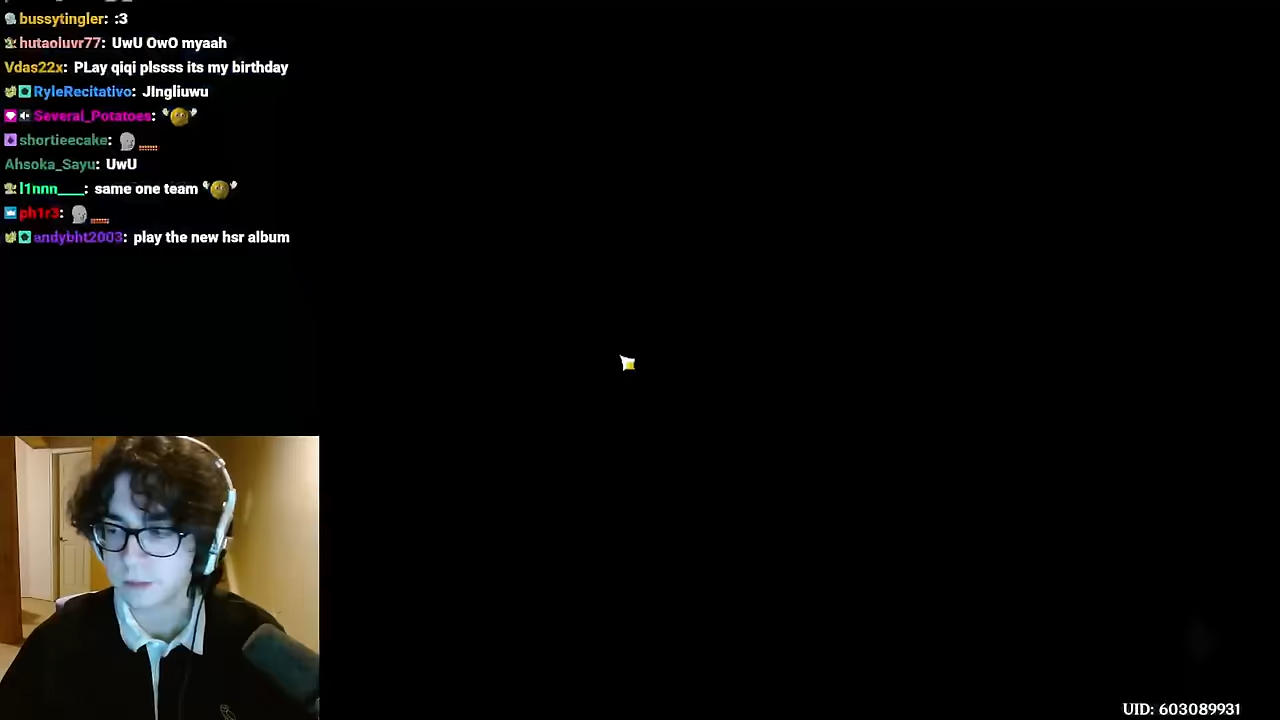 bussytingler: :3
hutaoluvr77: UwU OwO myaah
Vdas22x: PLay qiqi plssss its my birthday
RyleRecitativo: JIngliuwu
Several_Potatoes:
shortieecake:
Ahsoka_Sayu: UwU
l1nnn____: same one team
ph1r3:
andybht2003: play the new hsr album
UID: 603089931